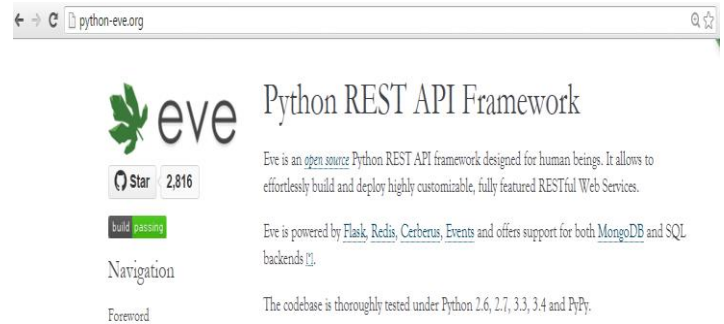 python-eve.org
eve
Star 2,816
build passing
Navigation
Foreword
Python REST API Framework
Eve is an open source Python REST API framework designed for human beings. It allows to
effortlessly build and deploy highly customizable, fully featured RESTful Web Services.
Eve is powered by Flask, Redis, Cerberus, Events and offers support for both MongoDB and SQL
backends [*].
The codebase is thoroughly tested under Python 2.6, 2.7, 3.3, 3.4 and PyPy.